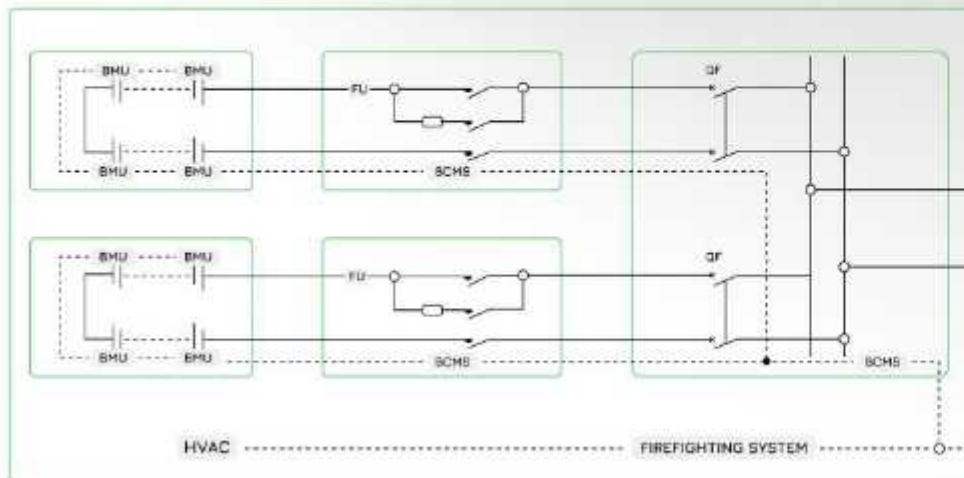 BMU BMU QF
FU
BMU BMU BCMS
BMU BMU QF
FU
BMU BMU BCMS BCMS
HVAC FIREFIGHTING SYSTEM